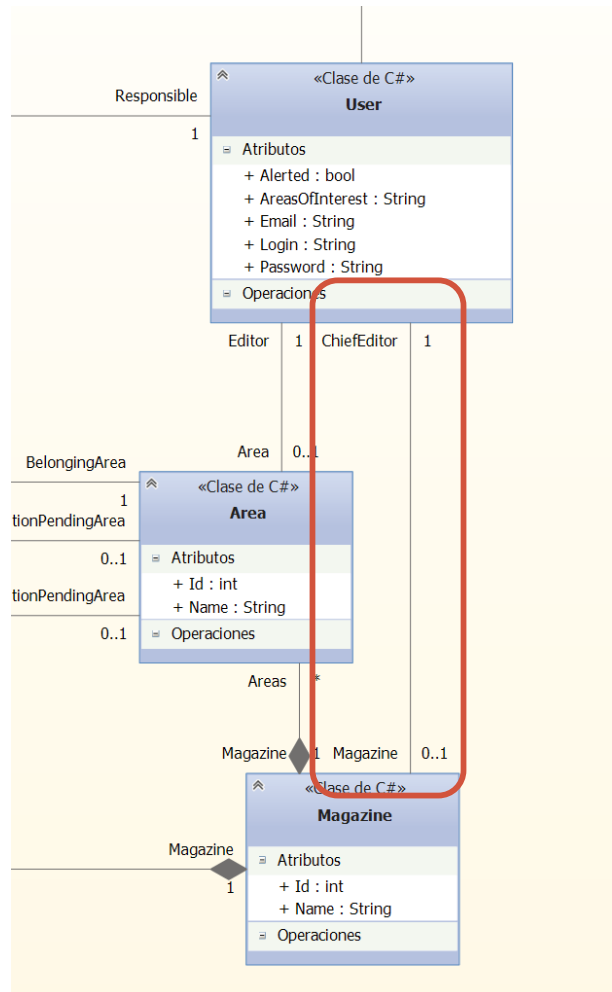 «Clase de C#»
User
Responsible
1
Atributos
+ Alerted : bool
+ AreasOfInterest : String
+ Email : String
+ Login : String
+ Password : String
Operaciones
Editor 1 ChiefEditor 1
Area 0..1
BelongingArea
1
«Clase de C#»
Area
tionPendingArea
0..1
Atributos
+ Id : int
+ Name : String
tionPendingArea
0..1
Operaciones
Areas *
Magazine 1 Magazine 0..1
«Clase de C#»
Magazine
Magazine
1
Atributos
+ Id : int
+ Name : String
Operaciones